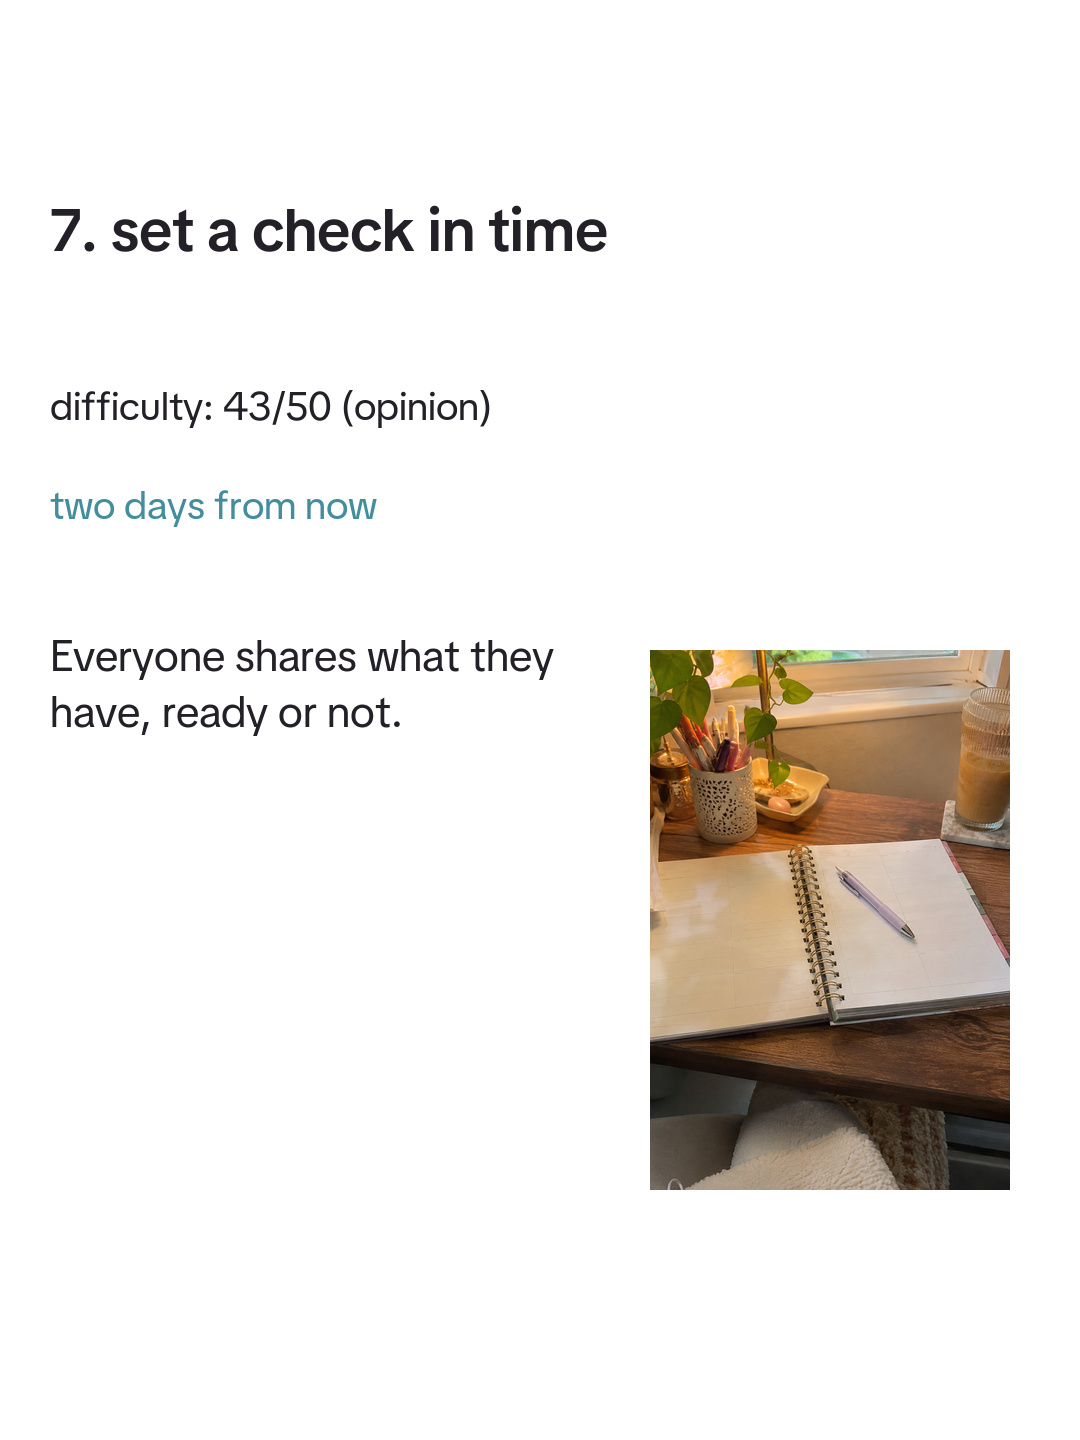 7. set a check in time
difficulty: 43/50 (opinion)
two days from now
Everyone shares what they
have, ready or not.